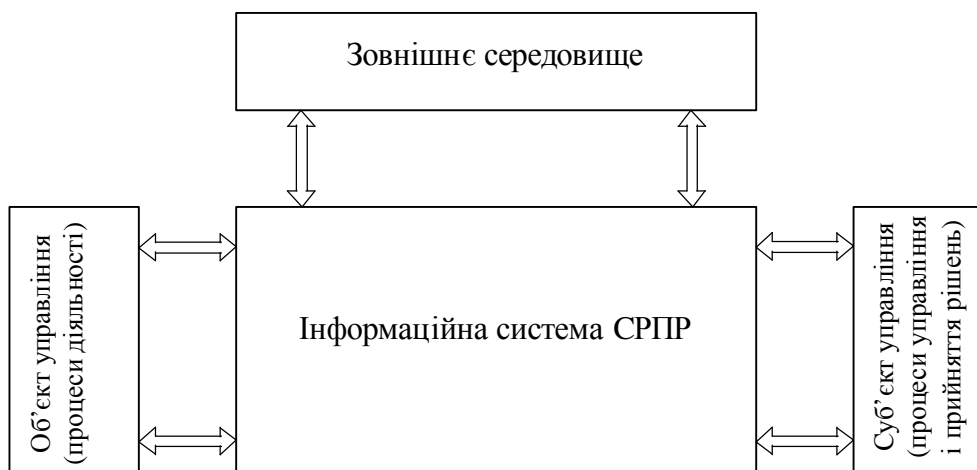 Зовнішнє середовище
Об’єкт управління
(процеси діяльності)
Інформаційна система СРПР
Суб’єкт управління
(процеси управління
і прийняття рішень)